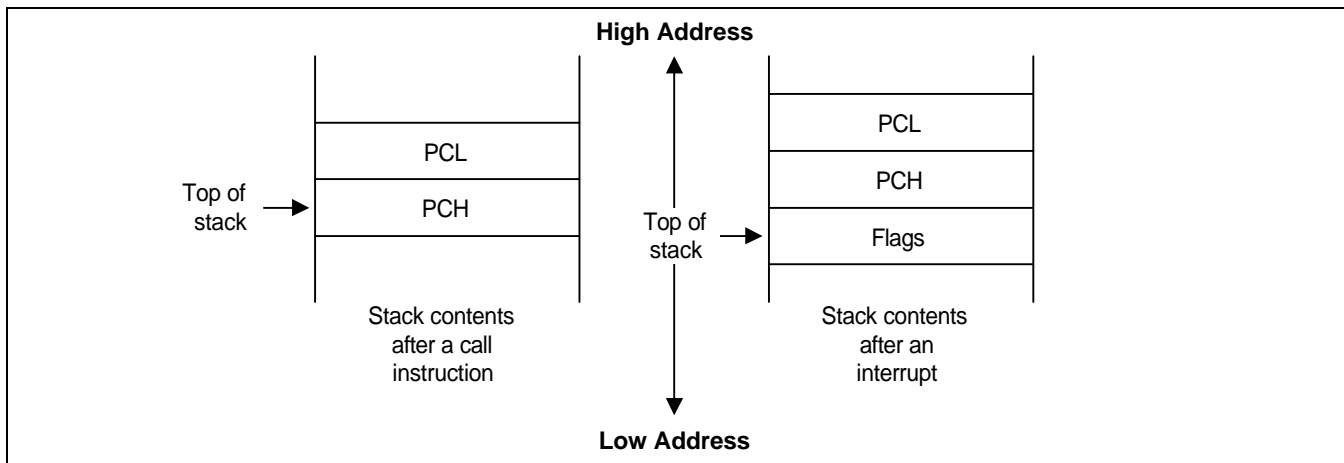 High Address
PCL
PCH
Top of
stack
Stack contents
after a call
instruction
Top of
stack
PCL
PCH
Flags
Stack contents
after an
interrupt
Low Address